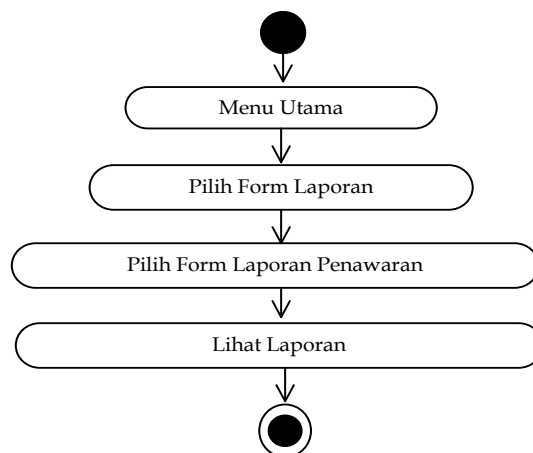 Menu Utama
Pilih Form Laporan
Pilih Form Laporan Penawaran
Lihat Laporan